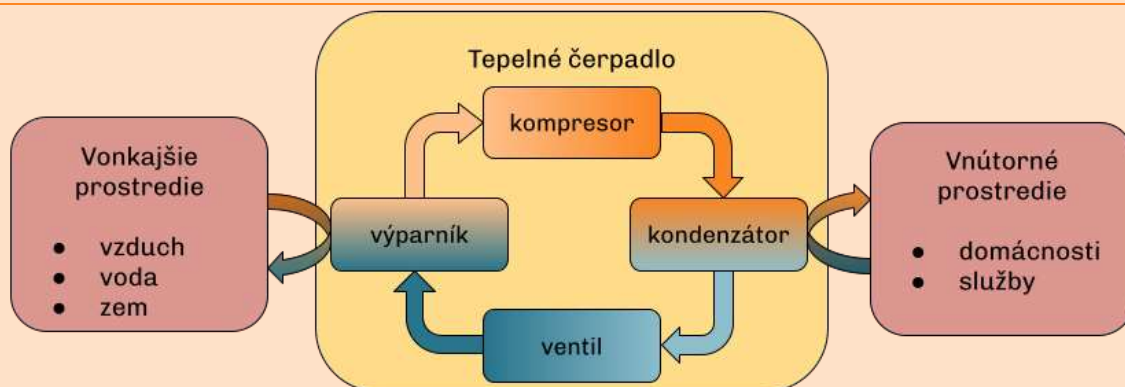 Tepelné čerpadlo
kompresor
Vonkajšie
prostredie
● vzduch
● voda
● zem
výparník
kondenzátor
ventil
Vnútorné
prostredie
● domácnosti
● služby